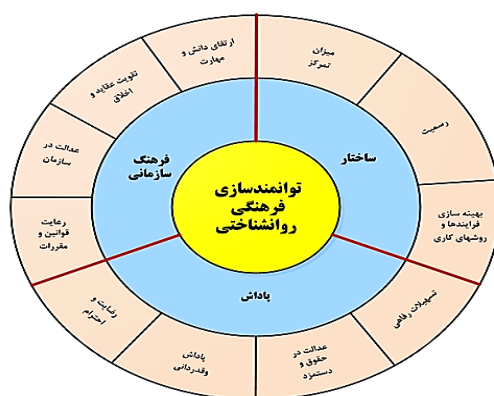 توانمندسازی
فرهنگی
روانشناختی
ساختار
میزان
تمرکز
رسمیت
بهینه سازی
فرایندها و
روشهای کاری
پاداش
تسهیلات رفاهی
عدالت در
حقوق و
دستمزد
پاداش
وقدردانی
رضایت و
احترام
فرهنگ
سازمانی
رعایت
قوانین و
مقررات
عدالت در
سازمان
تقویت عقاید و
اخلاق
ارتقای دانش و
مهارت